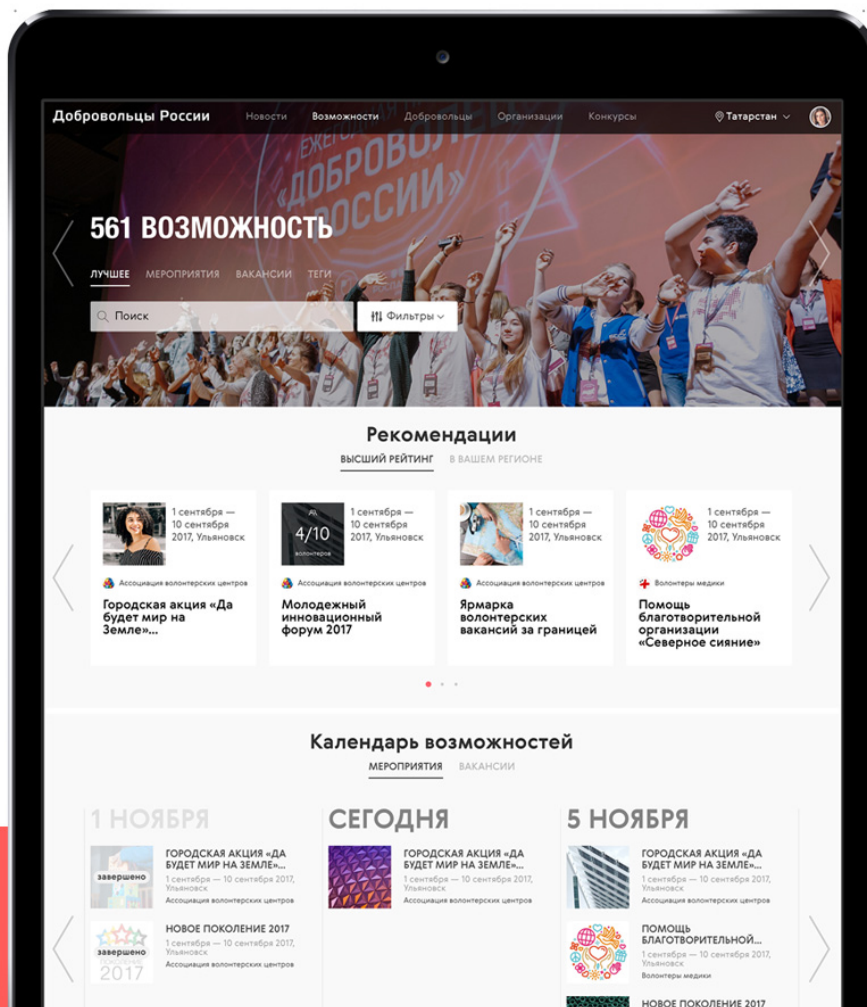 Добровольцы России
Новости
Возможности
Добровольцы
Организации
Конкурсы
Татарстан
«ДОБРОВОЛЕЦ
РОССИИ»
561 ВОЗМОЖНОСТЬ
ЛУЧШЕЕ
МЕРОПРИЯТИЯ
ВАКАНСИИ
ТЕГИ
Поиск
Фильтры
Рекомендации
ВЫСШИЙ РЕЙТИНГ
В ВАШЕМ РЕГИОНЕ
1 сентября —
10 сентября
2017, Ульяновск
Ассоциация волонтерских центров
Городская акция «Да
будет мир на
Земле»...
4/10
волонтеров
1 сентября —
10 сентября
2017, Ульяновск
Ассоциация волонтерских центров
Молодежный
инновационный
форум 2017
1 сентября —
10 сентября
2017, Ульяновск
Ассоциация волонтерских центров
Ярмарка
волонтерских
вакансий за границей
1 сентября —
10 сентября
2017, Ульяновск
Волонтеры медики
Помощь
благотворительной
организации
«Северное сияние»
Календарь возможностей
МЕРОПРИЯТИЯ
ВАКАНСИИ
1 НОЯБРЯ
завершено
ГОРОДСКАЯ АКЦИЯ «ДА
БУДЕТ МИР НА ЗЕМЛЕ»...
1 сентября — 10 сентября 2017,
Ульяновск
Ассоциация волонтерских центров
завершено
ПОКОЛЕНИЕ
2017
НОВОЕ ПОКОЛЕНИЕ 2017
1 сентября — 10 сентября 2017,
Ульяновск
Ассоциация волонтерских центров
СЕГОДНЯ
ГОРОДСКАЯ АКЦИЯ «ДА
БУДЕТ МИР НА ЗЕМЛЕ»...
1 сентября — 10 сентября 2017,
Ульяновск
Ассоциация волонтерских центров
5 НОЯБРЯ
ГОРОДСКАЯ АКЦИЯ «ДА
БУДЕТ МИР НА ЗЕМЛЕ»...
1 сентября — 10 сентября 2017,
Ульяновск
Ассоциация волонтерских центров
ПОМОЩЬ
БЛАГОТВОРИТЕЛЬНОЙ...
1 сентября — 10 сентября 2017,
Ульяновск
Волонтеры медики
НОВОЕ ПОКОЛЕНИЕ 2017